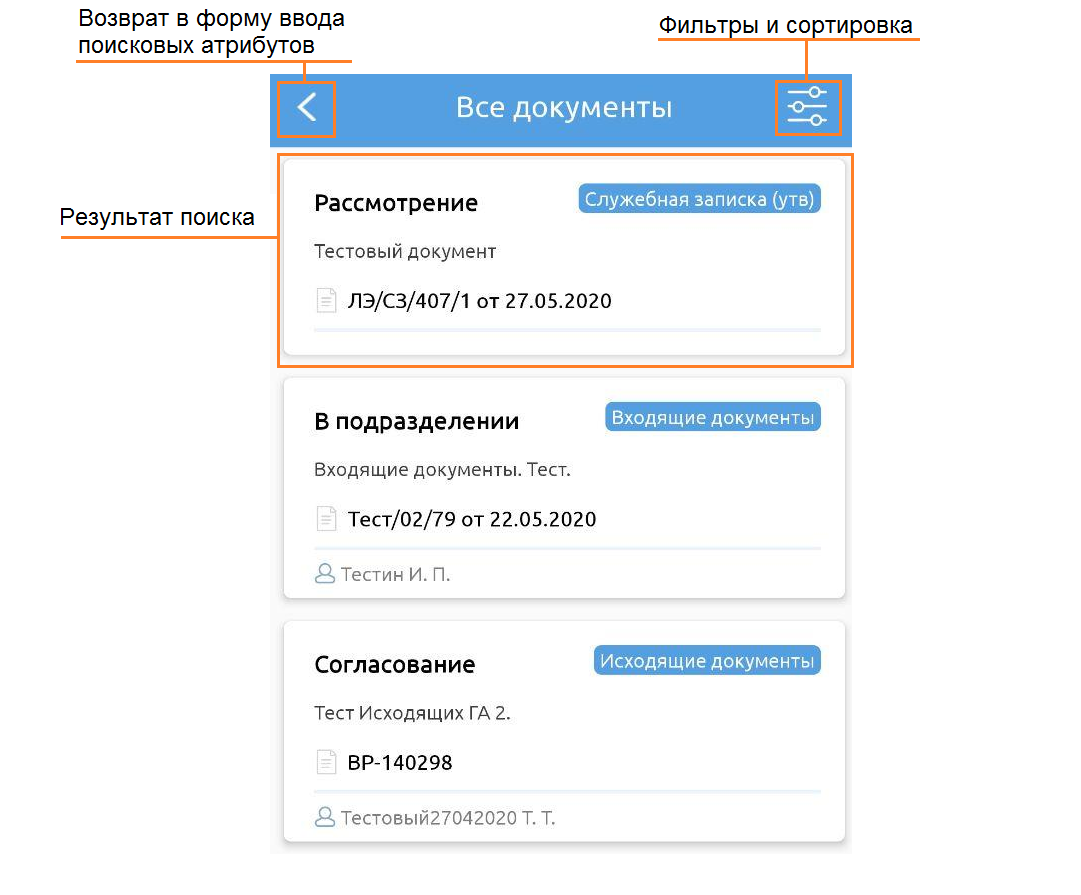 Возврат в форму ввода
поисковых атрибутов
Фильтры и сортировка
Все документы
Результат поиска
Рассмотрение
Служебная записка (утв)
Тестовый документ
ЛЭ/СЗ/407/1 от 27.05.2020
В подразделении
Входящие документы
Входящие документы. Тест.
Тест/02/79 от 22.05.2020
Тестин И. П.
Согласование
Исходящие документы
Тест Исходящих ГА 2.
ВР-140298
Тестовый27042020 Т. Т.